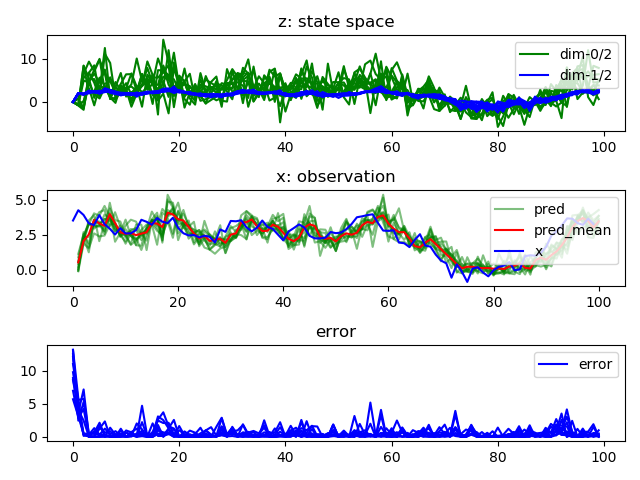 z: state space
10
0
dim-0/2
dim-1/2
0 20 40 60 80 100
x: observation
5.0
2.5
0.0
pred
pred_mean
x
0 20 40 60 80 100
error
10
5
0
error
0 20 40 60 80 100